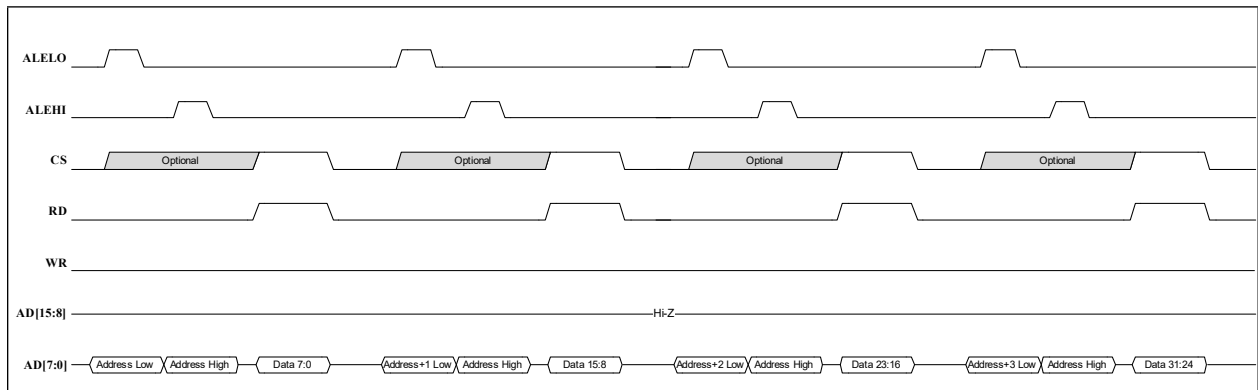 ALELO
ALEHI
CS Optional Optional Optional Optional
RD
WR
AD[15:8] Hi-Z
AD[7:0] Address Low Address High Data 7:0 Address+1 Low Address High Data 15:8 Address+2 Low Address High Data 23:16 Address+3 Low Address High Data 31:24